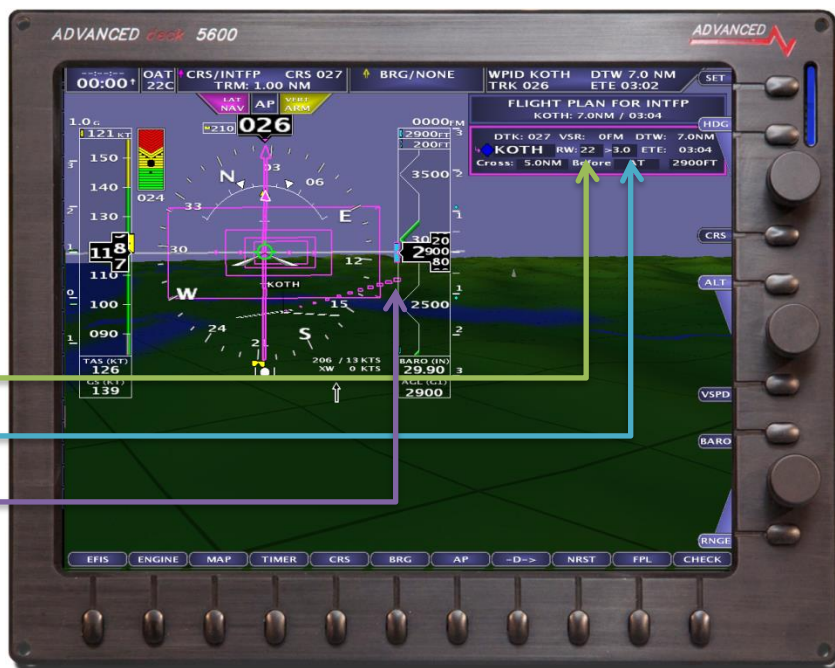 ADVANCED deck 5600
ADVANCED
--:--:--
00:00↑
OAT
22C
CRS/INTFP CRS 027
TRM: 1.00 NM
BRG/NONE
WPID KOTH DTW 7.0 NM
TRK 026 ETE 03:02
SET
LAT
NAV
AP
VERT
ARM
FLIGHT PLAN FOR INTFP
KOTH: 7.0NM / 03:04
HDG
1.0 G
121 KT
210
026
0000FM
2900FT
200FT
3
DTK: 027 VSR: 0FM DTW: 7.0NM
KOTH RW: 22 >3.0 ETE: 03:04
Cross: 5.0NM Before AT 2900FT
150
140
130
024
110
100
090
N
03
06
33
E
30
12
W
15
24
S
21
KOTH
3500
2500
CRS
ALT
206 / 13 KTS
XW 0 KTS
TAS (KT)
126
GS (KT)
139
BARO (IN)
29.90
AGL (G1)
2900
VSPD
BARO
RNGE
EFIS ENGINE MAP TIMER CRS BRG AP -D-> NRST FPL CHECK